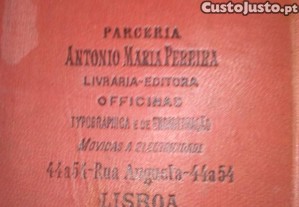 CustoJusto.pt
PARCERIA
ANTONIO MARIA PEREIRA
LIVRARIA-EDITORA
OFFICINAS
TYPOGRAPHICA E DE ENCADERNAÇÃO
MOVIDAS A ELECTRICIDADE
44 a 54-Rua Augusta-44 a 54
LISBOA